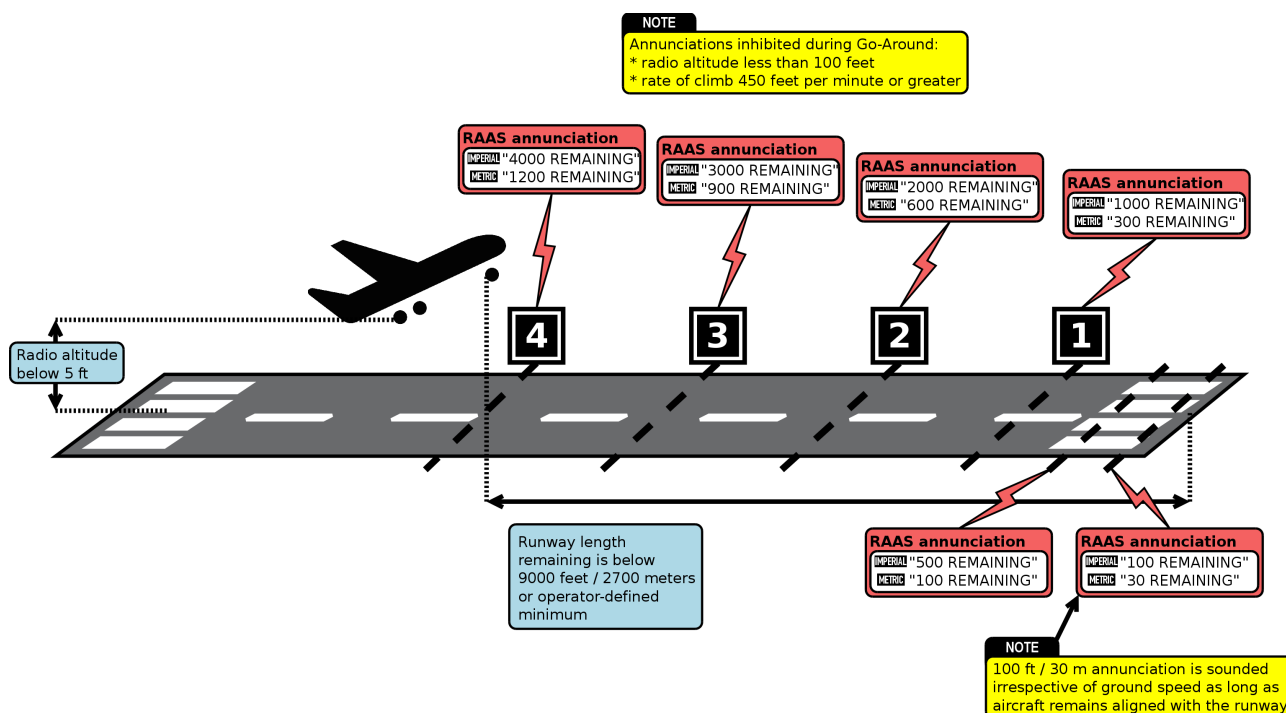 NOTE
Annunciations inhibited during Go-Around:
* radio altitude less than 100 feet
* rate of climb 450 feet per minute or greater
RAAS annunciation
IMPERIAL "4000 REMAINING"
METRIC "1200 REMAINING"
RAAS annunciation
IMPERIAL "3000 REMAINING"
METRIC "900 REMAINING"
RAAS annunciation
IMPERIAL "2000 REMAINING"
METRIC "600 REMAINING"
RAAS annunciation
IMPERIAL "1000 REMAINING"
METRIC "300 REMAINING"
4
3
2
1
Radio altitude
below 5 ft
Runway length
remaining is below
9000 feet / 2700 meters
or operator-defined
minimum
RAAS annunciation
IMPERIAL "500 REMAINING"
METRIC "100 REMAINING"
RAAS annunciation
IMPERIAL "100 REMAINING"
METRIC "30 REMAINING"
NOTE
100 ft / 30 m annunciation is sounded
irrespective of ground speed as long as
aircraft remains aligned with the runway